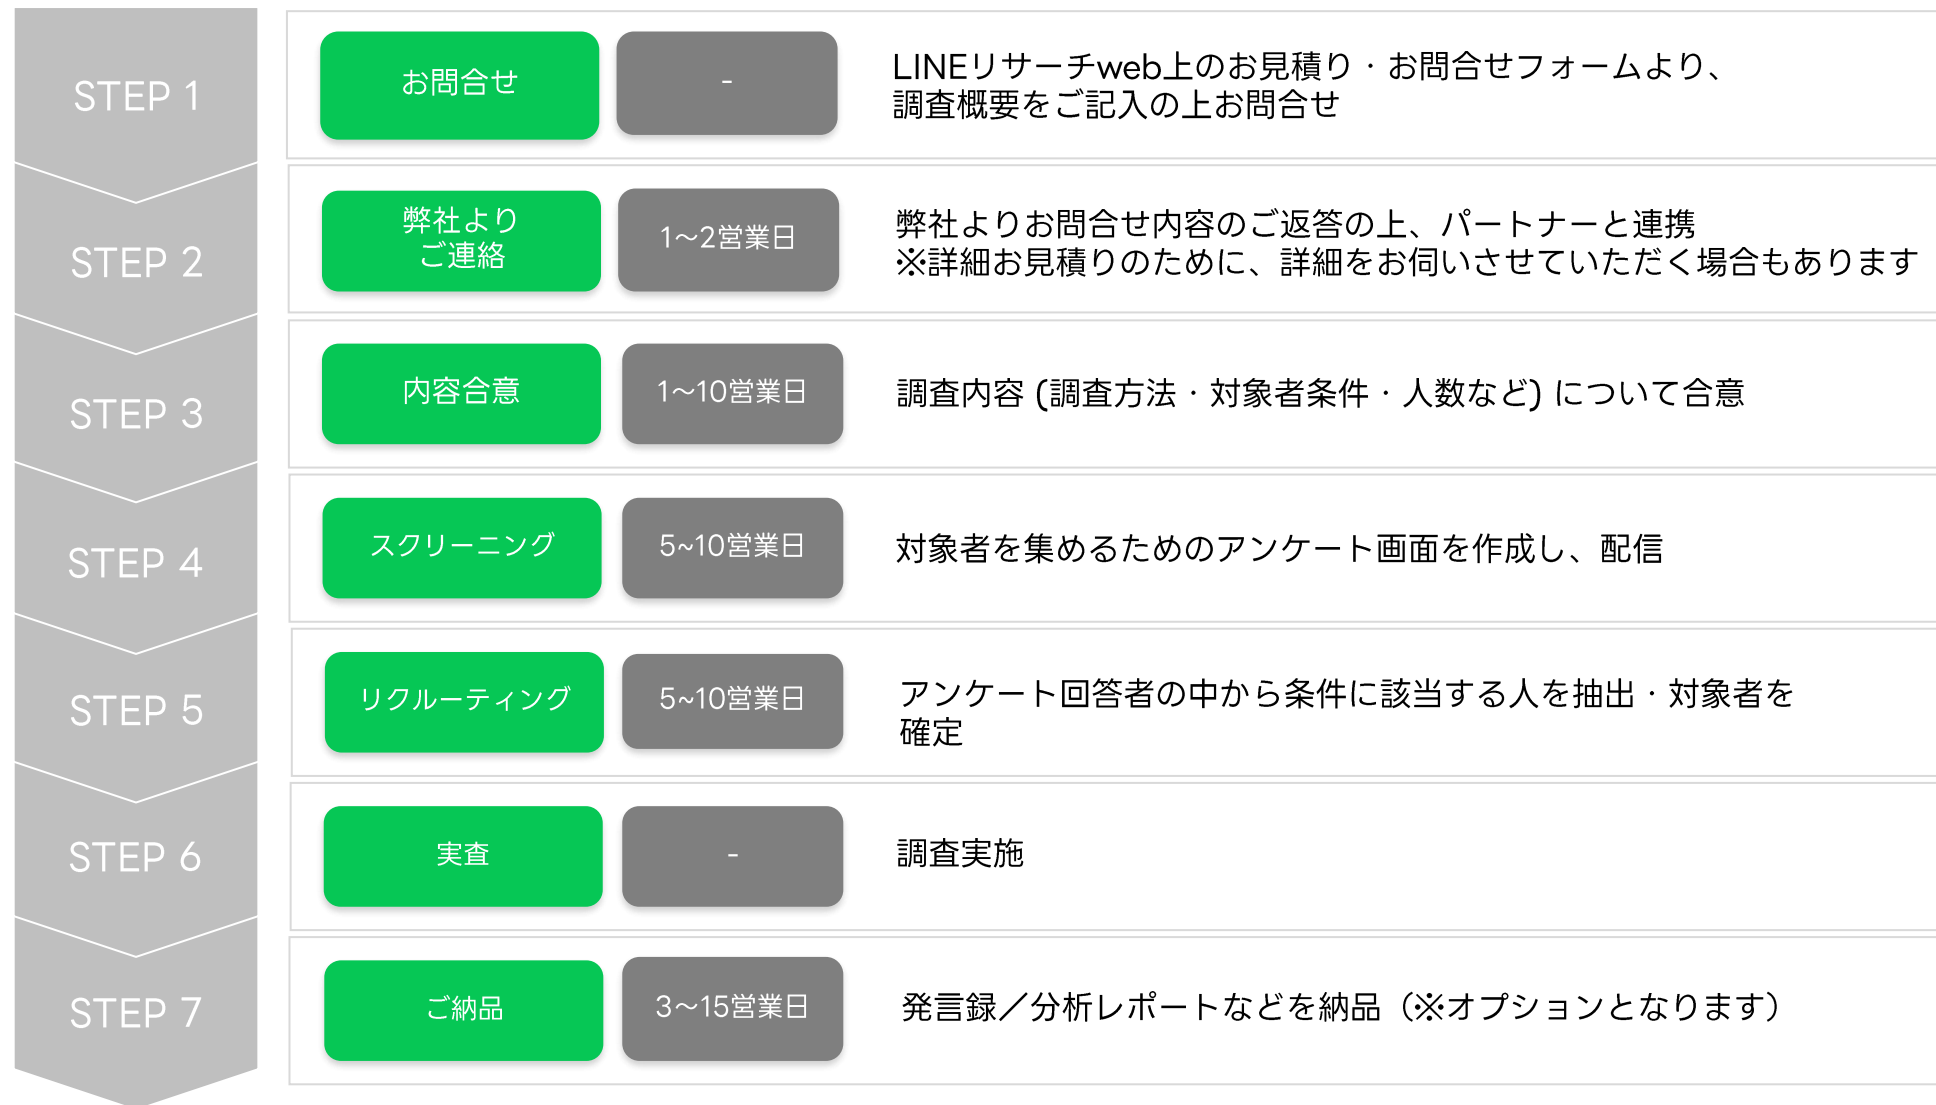 STEP 1
お問合せ
-
LINEリサーチweb上のお見積り・お問合せフォームより、
調査概要をご記入の上お問合せ
STEP 2
弊社より
ご連絡
1〜2営業日
弊社よりお問合せ内容のご返答の上、パートナーと連携
※詳細お見積りのために、詳細をお伺いさせていただく場合もあります
STEP 3
内容合意
1〜10営業日
調査内容 (調査方法・対象者条件・人数など) について合意
STEP 4
スクリーニング
5~10営業日
対象者を集めるためのアンケート画面を作成し、配信
STEP 5
リクルーティング
5~10営業日
アンケート回答者の中から条件に該当する人を抽出・対象者を
確定
STEP 6
実査
-
調査実施
STEP 7
ご納品
3〜15営業日
発言録／分析レポートなどを納品（※オプションとなります）